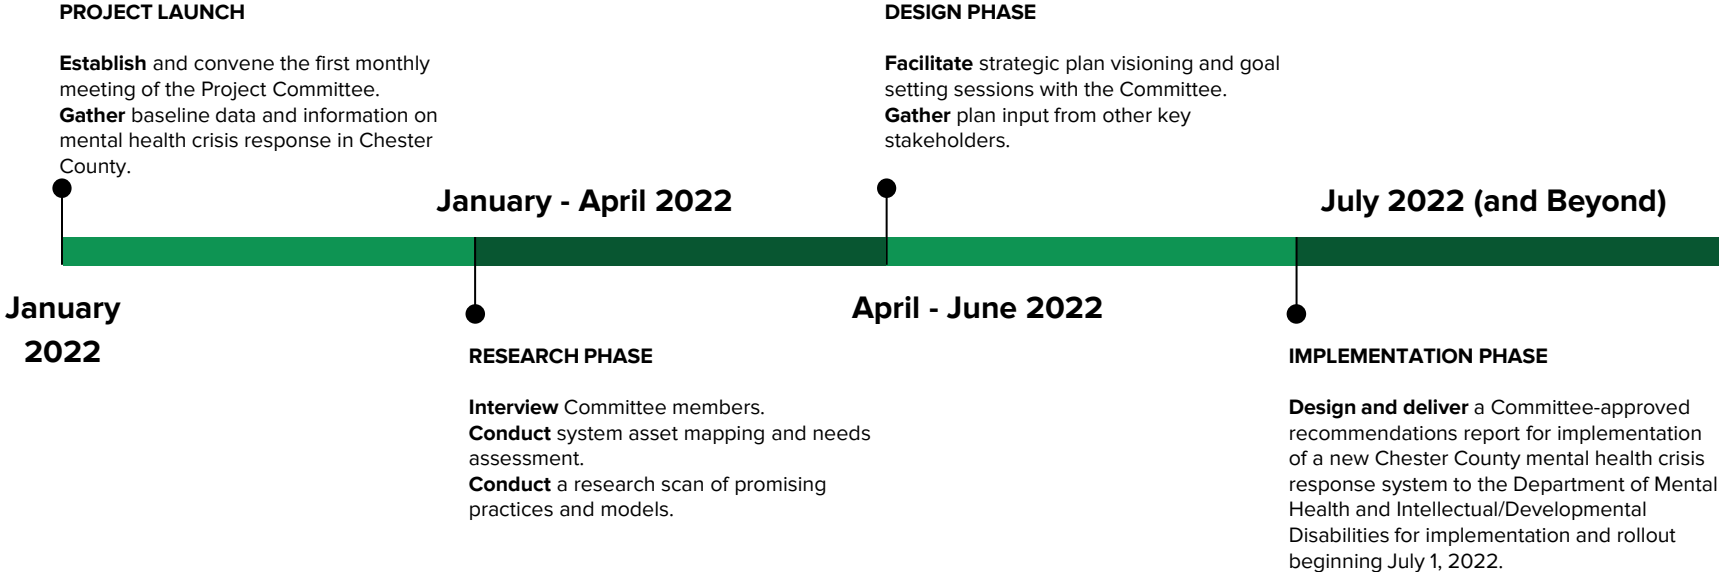 PROJECT LAUNCH
Establish and convene the first monthly
meeting of the Project Committee.
Gather baseline data and information on
mental health crisis response in Chester
County.
January
2022
January - April 2022
RESEARCH PHASE
Interview Committee members.
Conduct system asset mapping and needs
assessment.
Conduct a research scan of promising
practices and models.
DESIGN PHASE
Facilitate strategic plan visioning and goal
setting sessions with the Committee.
Gather plan input from other key
stakeholders.
April - June 2022
July 2022 (and Beyond)
IMPLEMENTATION PHASE
Design and deliver a Committee-approved
recommendations report for implementation
of a new Chester County mental health crisis
response system to the Department of Mental
Health and Intellectual/Developmental
Disabilities for implementation and rollout
beginning July 1, 2022.